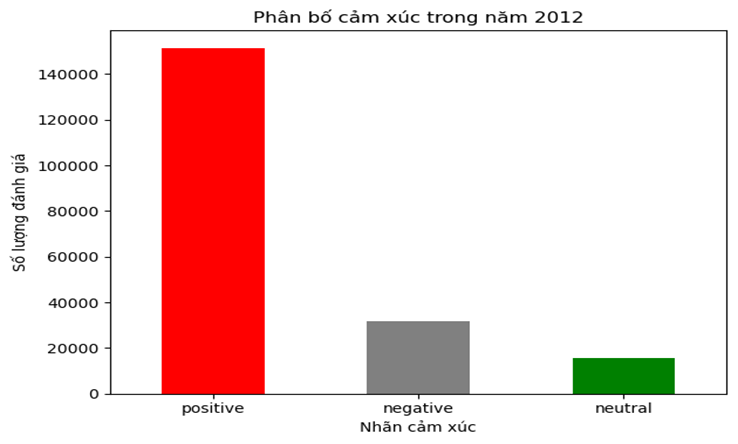 Phân bố cảm xúc trong năm 2012
Số lượng đánh giá
140000
120000
100000
80000
60000
40000
20000
0
positive negative neutral
Nhãn cảm xúc